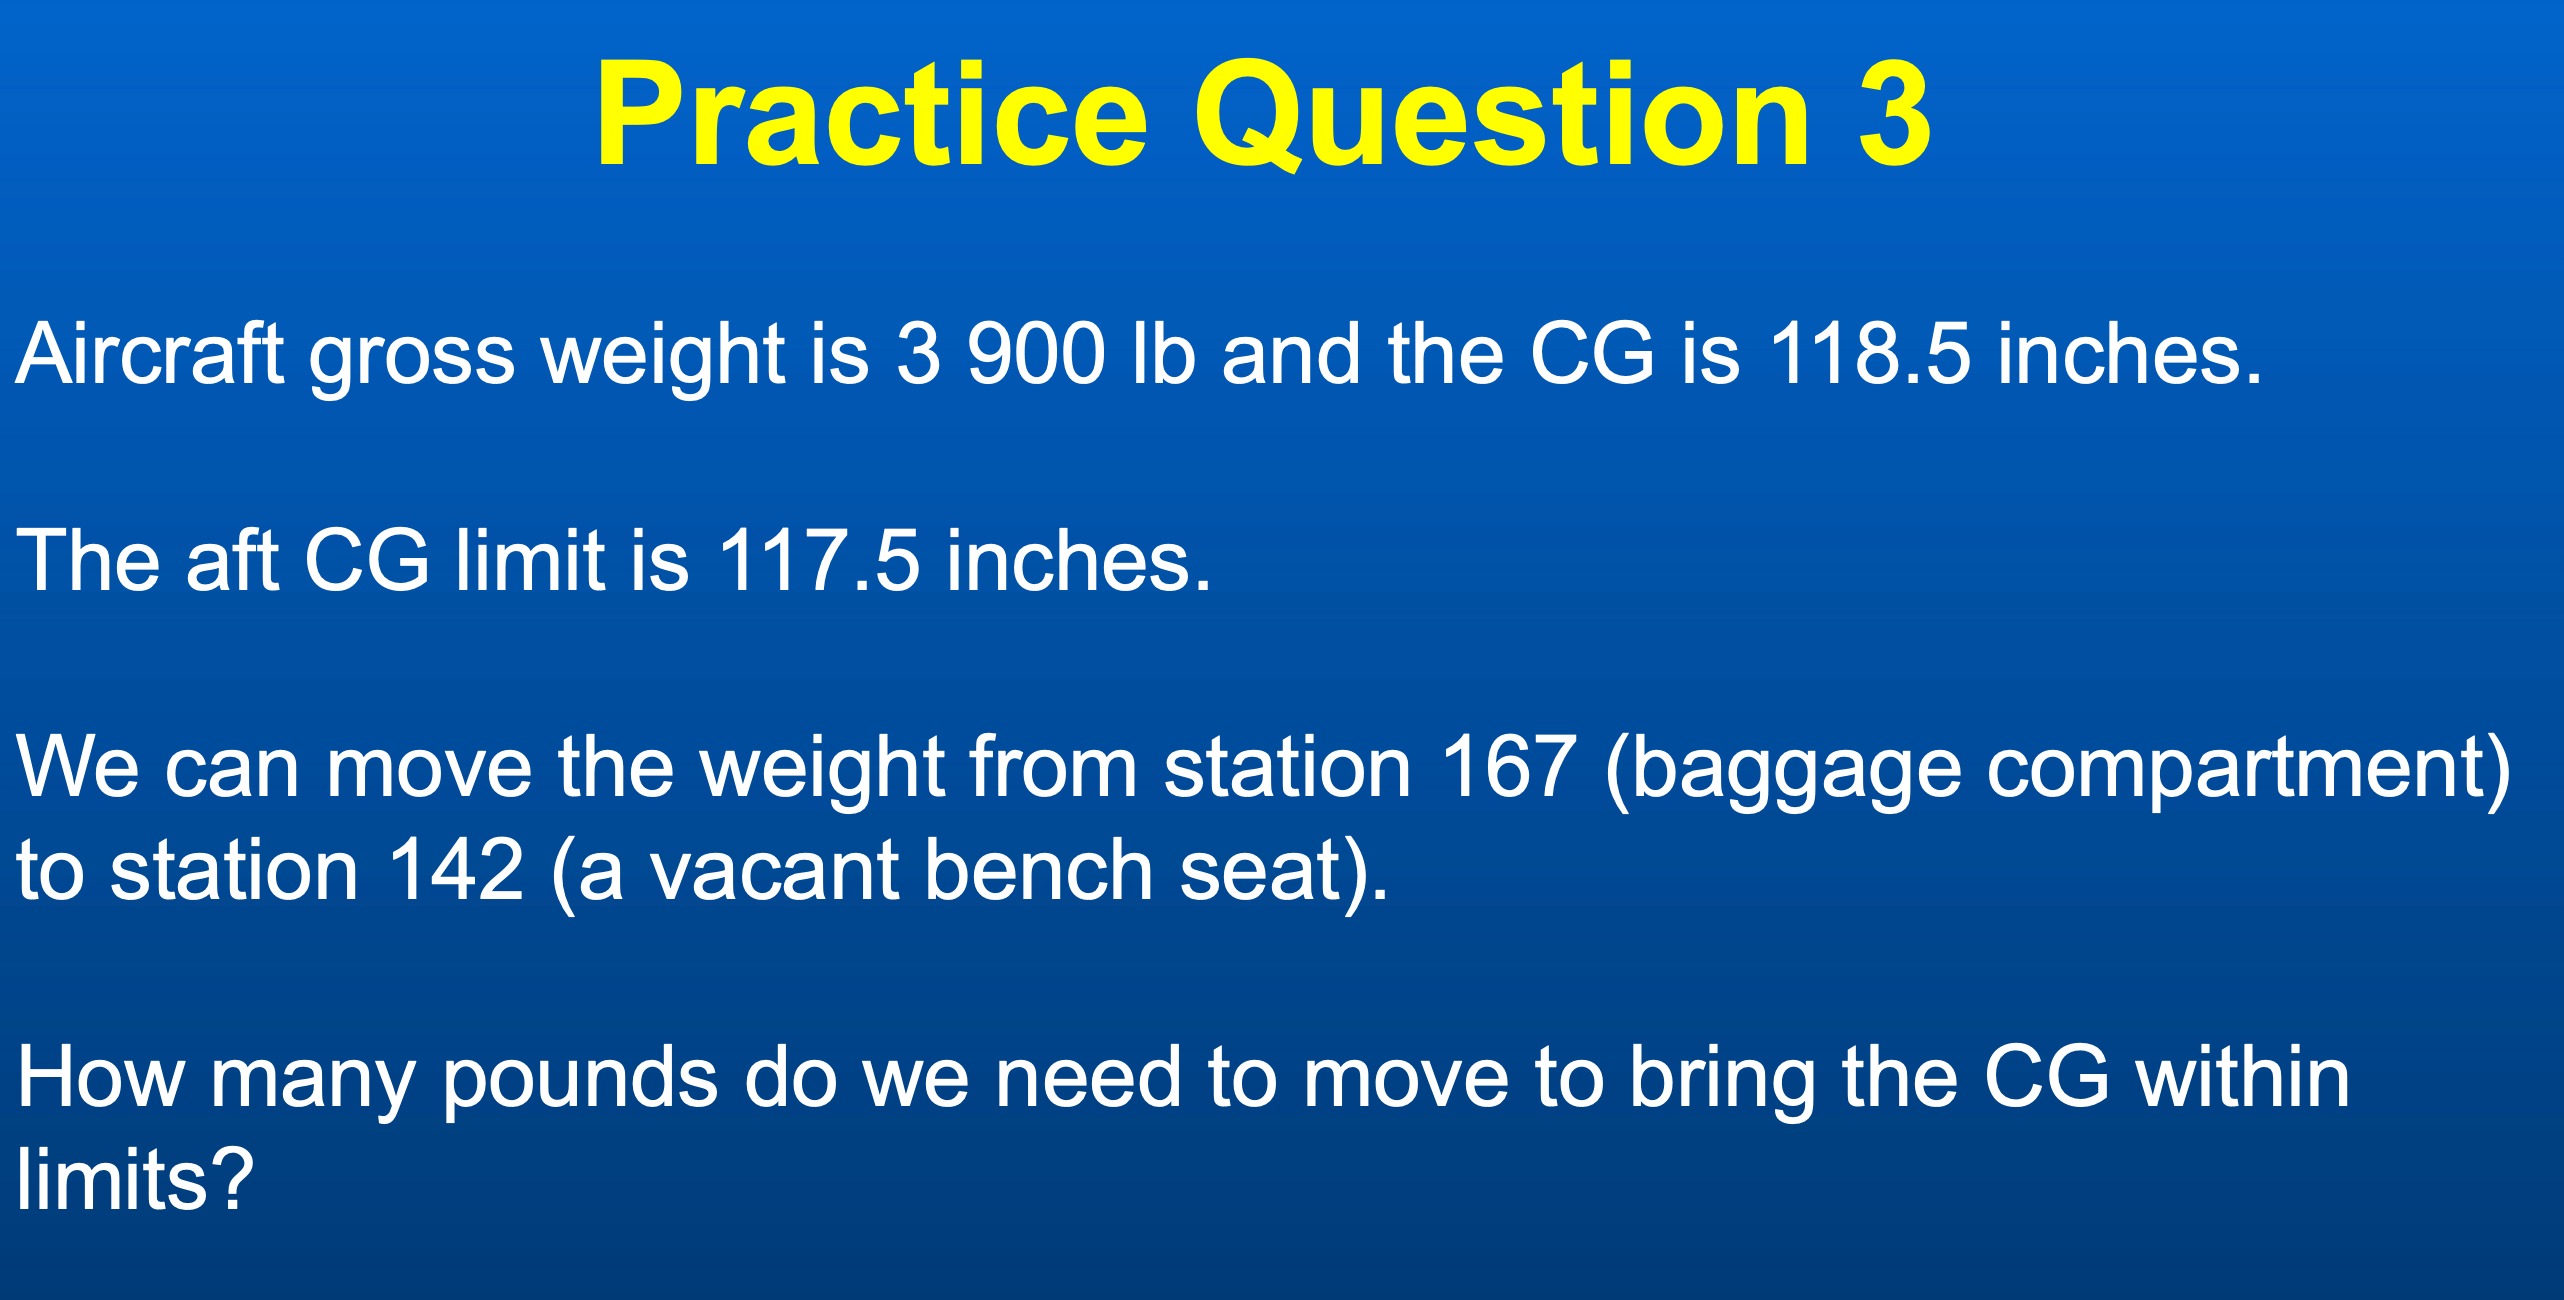 Practice Question 3
Aircraft gross weight is 3 900 lb and the CG is 118.5 inches.
The aft CG limit is 117.5 inches.
We can move the weight from station 167 (baggage compartment)
to station 142 (a vacant bench seat).
How many pounds do we need to move to bring the CG within
limits?